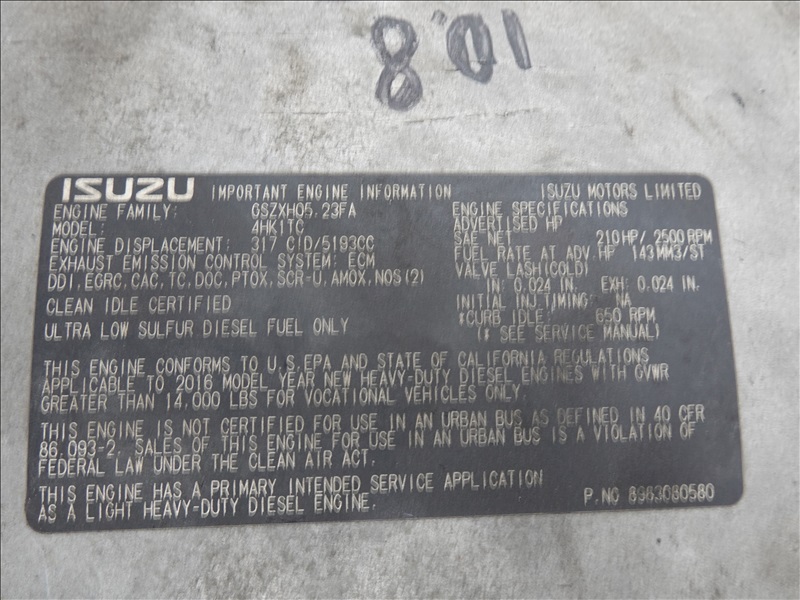 10.8
ISUZU IMPORTANT ENGINE INFORMATION ISUZU MOTORS LIMITED
ENGINE FAMILY: GSZXH05.23FA
MODEL: 4HK1TC
ENGINE DISPLACEMENT: 317 CID/5193CC
EXHAUST EMISSION CONTROL SYSTEM: ECM
DDI, EGRC, CAC, TC, DOC, PTOX, SCR-U, AMOX, NOS(2)
CLEAN IDLE CERTIFIED
ULTRA LOW SULFUR DIESEL FUEL ONLY
ENGINE SPECIFICATIONS
ADVERTISED HP
SAE NET 210HP/ 2500RPM
FUEL RATE AT ADV. HP 143MM3/ST
VALVE LASH(COLD)
IN: 0.024 IN. EXH: 0.024 IN.
INITIAL INJ.TIMING: NA
*CURB IDLE: 650 RPM
(* SEE SERVICE MANUAL)
THIS ENGINE CONFORMS TO U.S.EPA AND STATE OF CALIFORNIA REGULATIONS
APPLICABLE TO 2016 MODEL YEAR NEW HEAVY-DUTY DIESEL ENGINES WITH GVWR
GREATER THAN 14,000 LBS FOR VOCATIONAL VEHICLES ONLY.
THIS ENGINE IS NOT CERTIFIED FOR USE IN AN URBAN BUS AS DEFINED IN 40 CFR
86.093-2. SALES OF THIS ENGINE FOR USE IN AN URBAN BUS IS A VIOLATION OF
FEDERAL LAW UNDER THE CLEAN AIR ACT.
THIS ENGINE HAS A PRIMARY INTENDED SERVICE APPLICATION
AS A LIGHT HEAVY-DUTY DIESEL ENGINE.
P.NO 8983080580